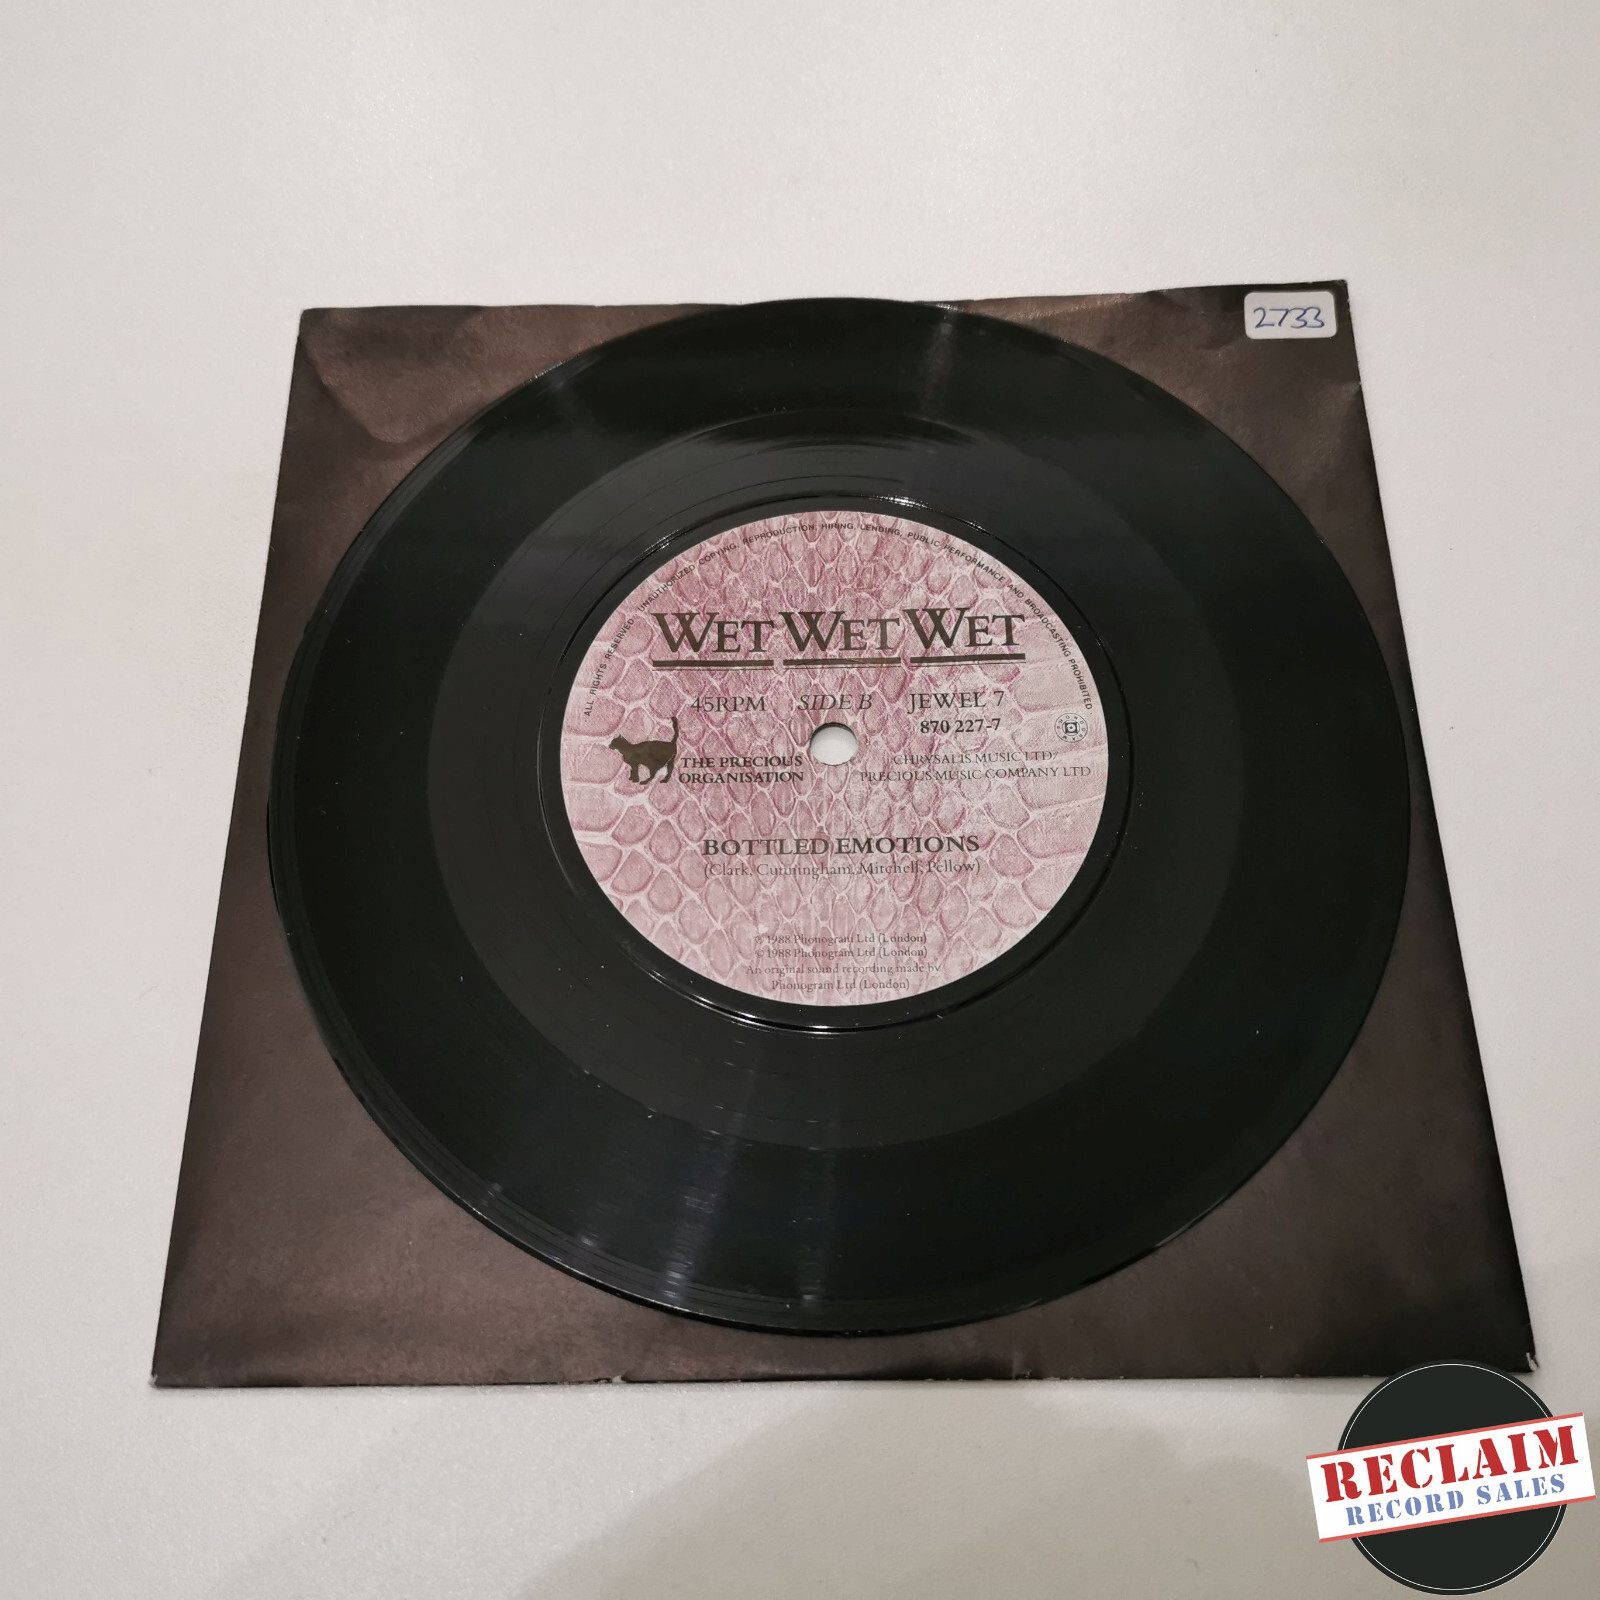 2733
ALL RIGHTS RESERVED. UNAUTHORIZED COPYING, REPRODUCTION, HIRING, LENDING, PUBLIC PERFORMANCE AND BROADCASTING PROHIBITED
WET WET WET
45RPM SIDE B JEWEL 7
870 227-7
THE PRECIOUS
ORGANISATION
CHRYSALIS MUSIC LTD
PRECIOUS MUSIC COMPANY LTD
BOTTLED EMOTIONS
(Clark, Cunningham, Mitchell, Pellow)
℗ 1988 Phonogram Ltd (London)
© 1988 Phonogram Ltd (London)
An original sound recording made by
Phonogram Ltd (London)
RECLAIM
RECORD SALES